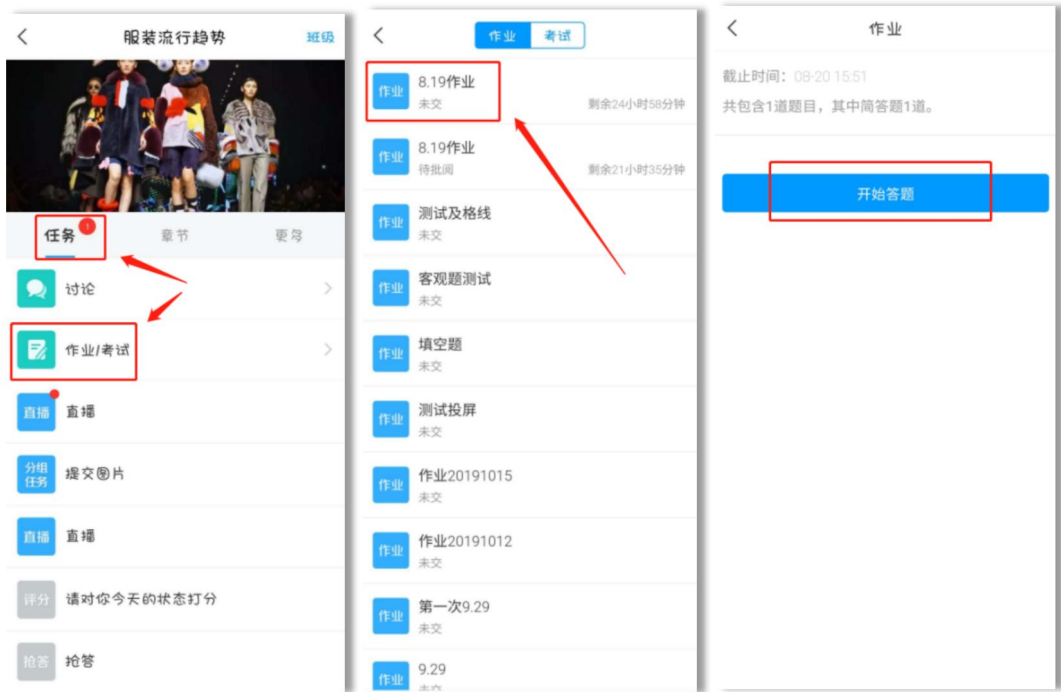 服装流行趋势
班级
任务
1
章节
更多
讨论
作业/考试
直播
直播
分组
任务
提交图片
直播
直播
评分
请对你今天的状态打分
抢答
抢答
作业
考试
作业
8.19作业
未交
剩余24小时58分钟
作业
8.19作业
待批阅
剩余21小时35分钟
作业
测试及格线
未交
作业
客观题测试
未交
作业
填空题
未交
作业
测试投屏
未交
作业
作业20191015
未交
作业
作业20191012
未交
作业
第一次9.29
未交
作业
9.29
未交
作业
截止时间：08-20 15:51
共包含1道题目，其中简答题1道。
开始答题